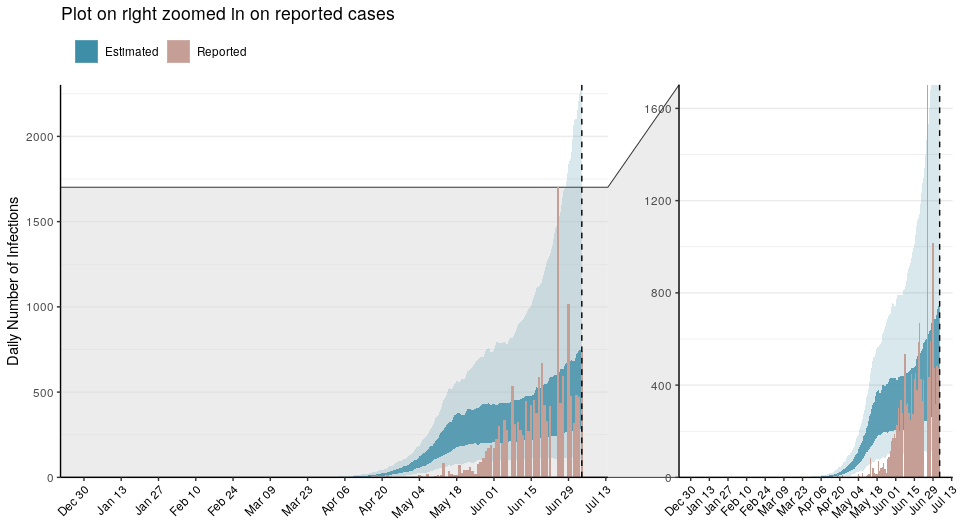 Plot on right zoomed in on reported cases
Estimated Reported
Daily Number of Infections
2000
1500
1000
500
0
Dec 30 Jan 13 Jan 27 Feb 10 Feb 24 Mar 09 Mar 23 Apr 06 Apr 20 May 04 May 18 Jun 01 Jun 15 Jun 29 Jul 13
1600
1200
800
400
0
Dec 30 Jan 13 Jan 27 Feb 10 Feb 24 Mar 09 Mar 23 Apr 06 Apr 20 May 04 May 18 Jun 01 Jun 15 Jun 29 Jul 13